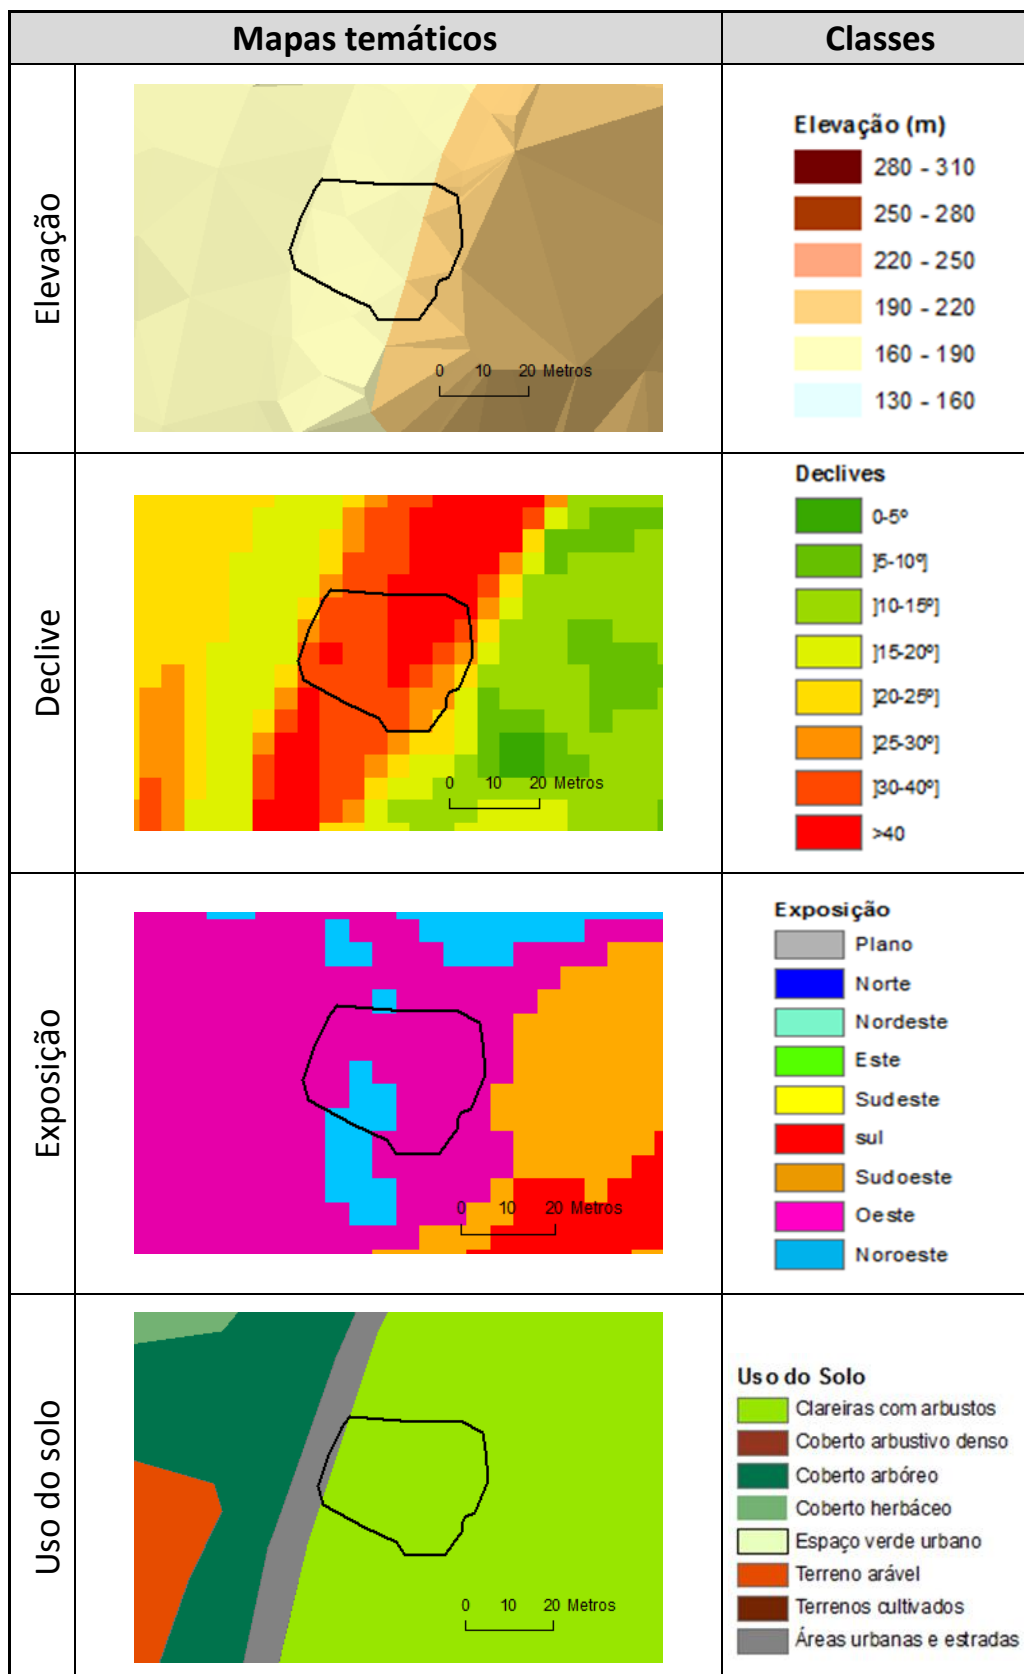 Mapas temáticos
Classes
Elevação
0 10 20 Metros
Elevação (m)
280 - 310
250 - 280
220 - 250
190 - 220
160 - 190
130 - 160
Declive
0 10 20 Metros
Declives
0-5º
]5-10º]
]10-15º]
]15-20º]
]20-25º]
]25-30º]
]30-40º]
>40
Exposição
0 10 20 Metros
Exposição
Plano
Norte
Nordeste
Este
Sudeste
sul
Sudoeste
Oeste
Noroeste
Uso do solo
0 10 20 Metros
Uso do Solo
Clareiras com arbustos
Coberto arbustivo denso
Coberto arbóreo
Coberto herbáceo
Espaço verde urbano
Terreno arável
Terrenos cultivados
Áreas urbanas e estradas